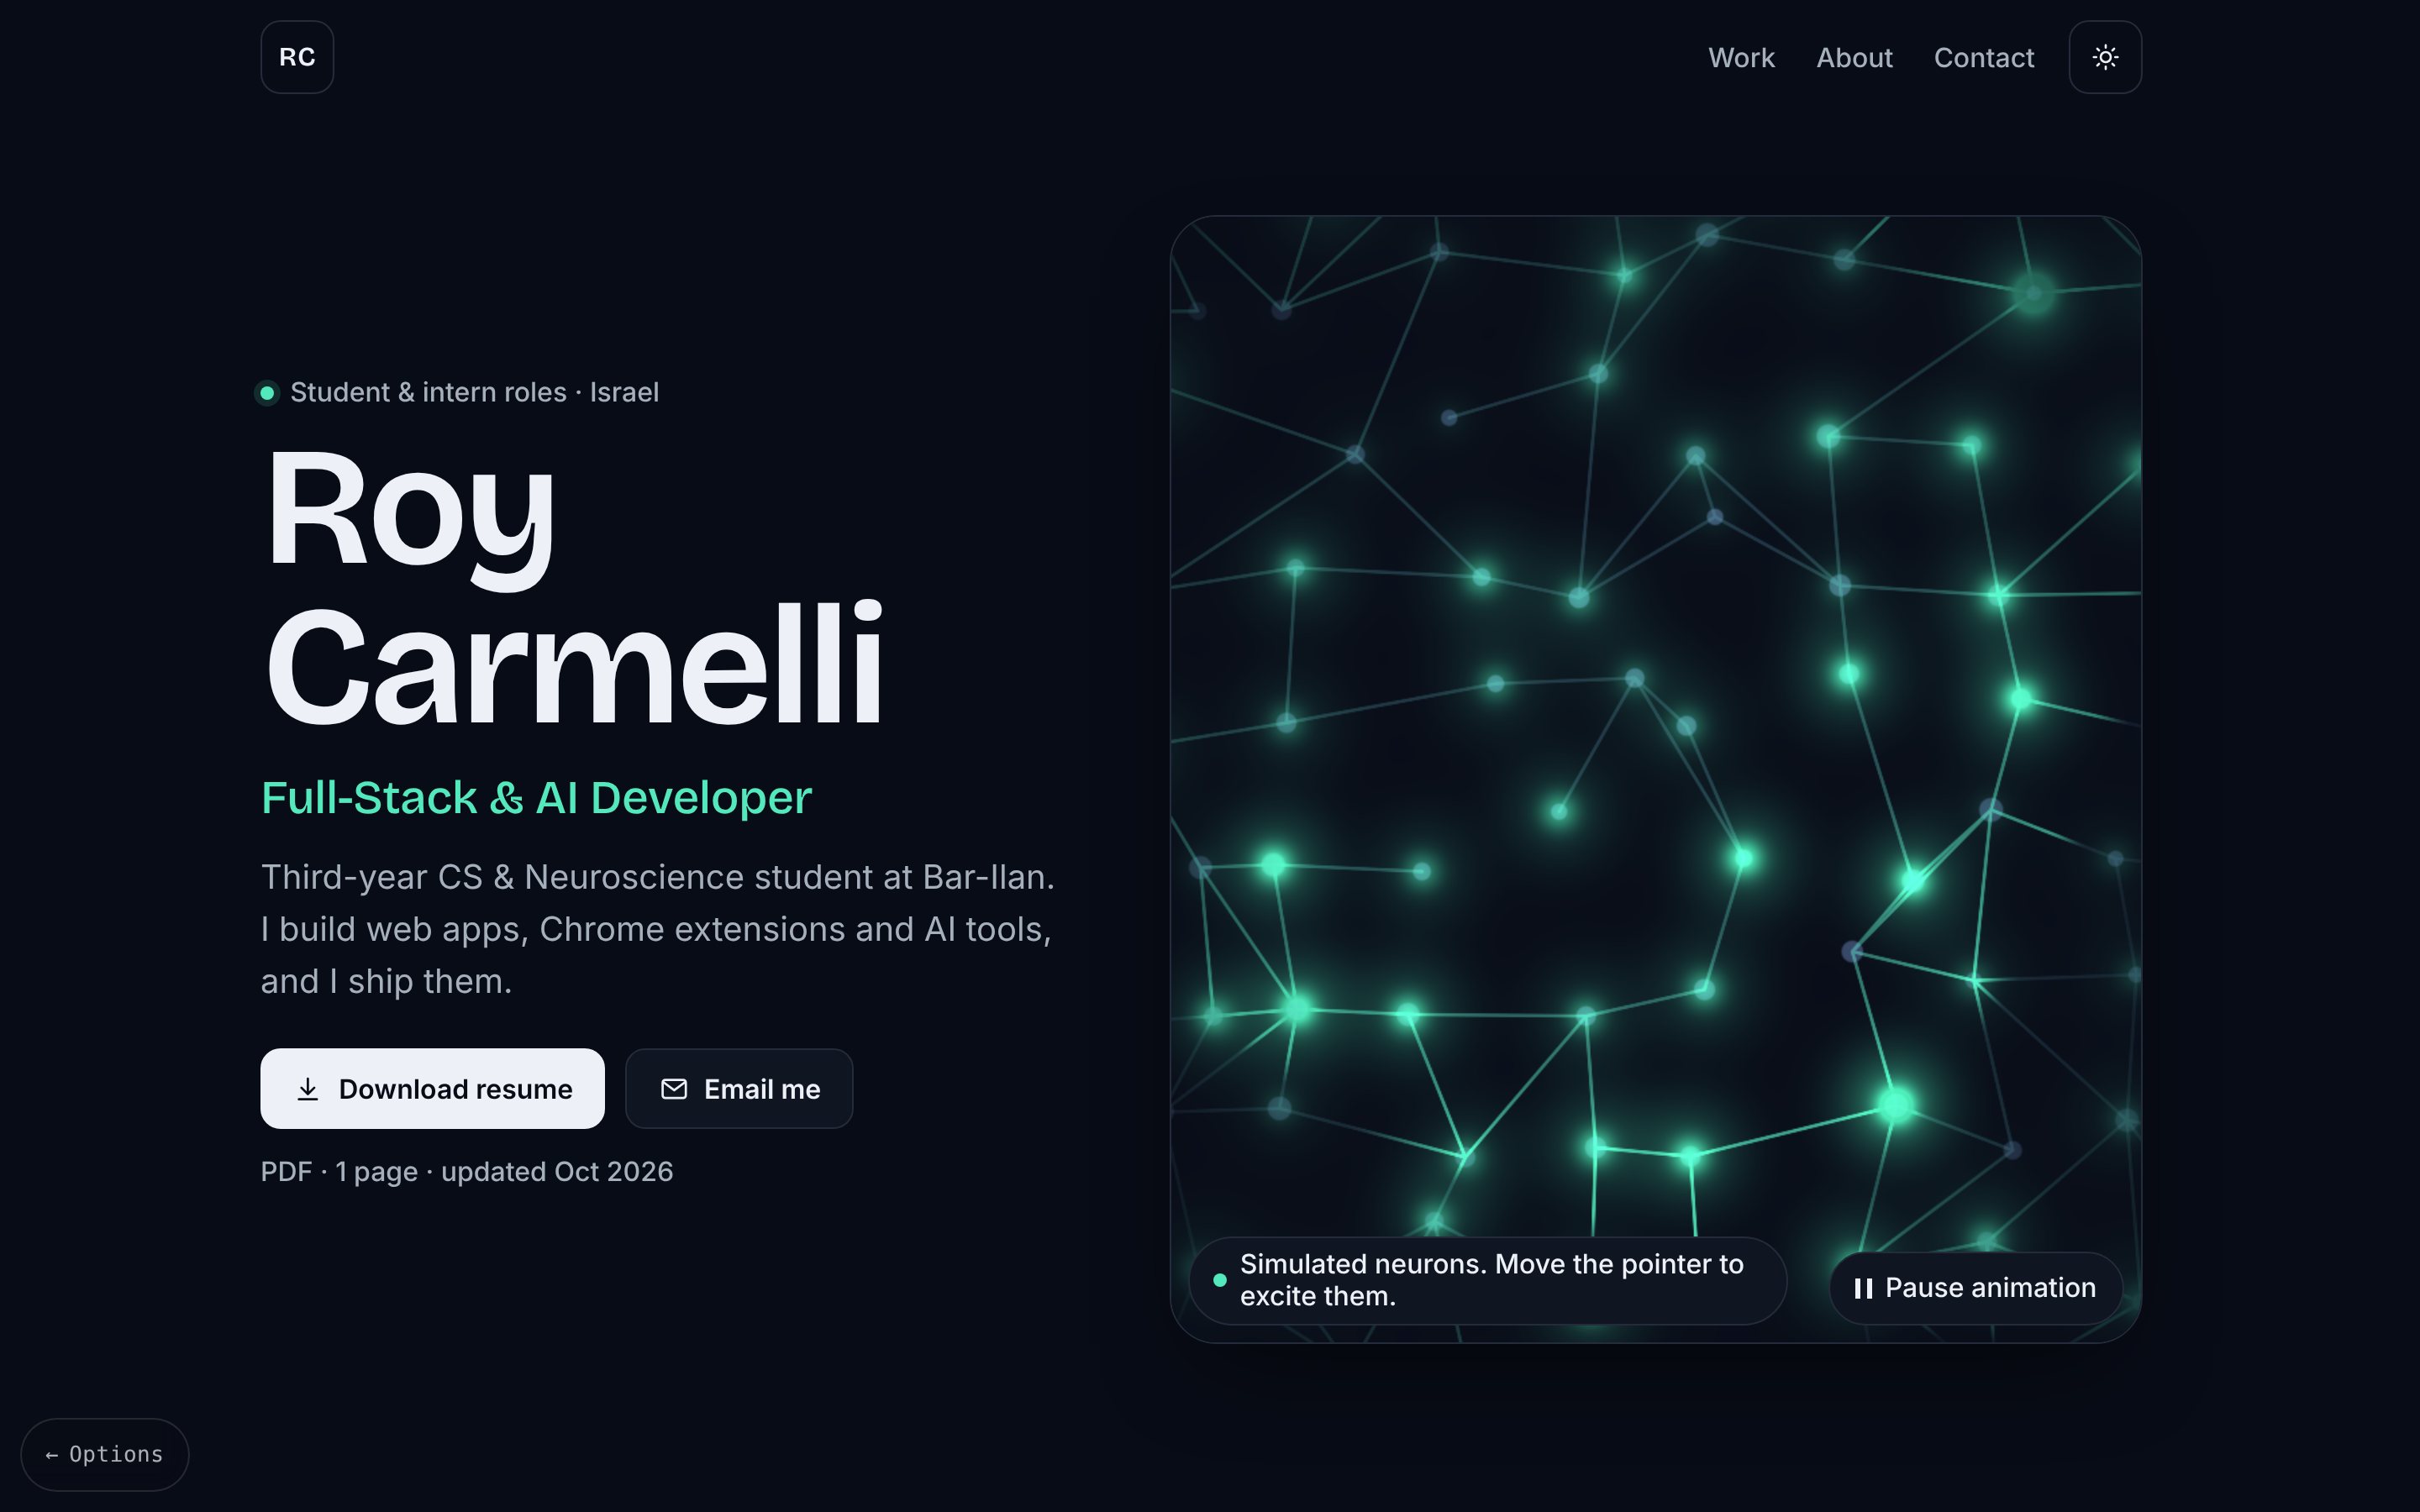 RC
Work
About
Contact
Student & intern roles · Israel
Roy
Carmelli
Full-Stack & AI Developer
Third-year CS & Neuroscience student at Bar-Ilan.
I build web apps, Chrome extensions and AI tools,
and I ship them.
Download resume
Email me
PDF · 1 page · updated Oct 2026
Simulated neurons. Move the pointer to
excite them.
Pause animation
← Options